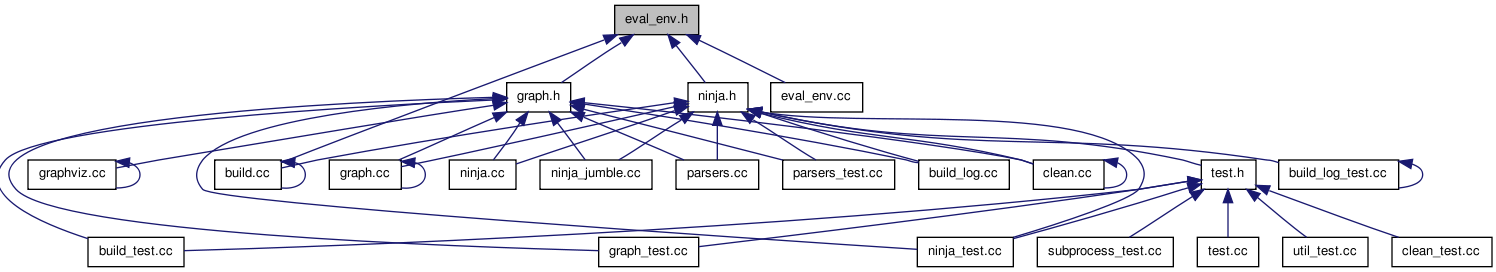 eval_env.h
graph.h
ninja.h
eval_env.cc
graphviz.cc
build.cc
graph.cc
ninja.cc
ninja_jumble.cc
parsers.cc
parsers_test.cc
build_log.cc
clean.cc
test.h
build_log_test.cc
build_test.cc
graph_test.cc
ninja_test.cc
subprocess_test.cc
test.cc
util_test.cc
clean_test.cc